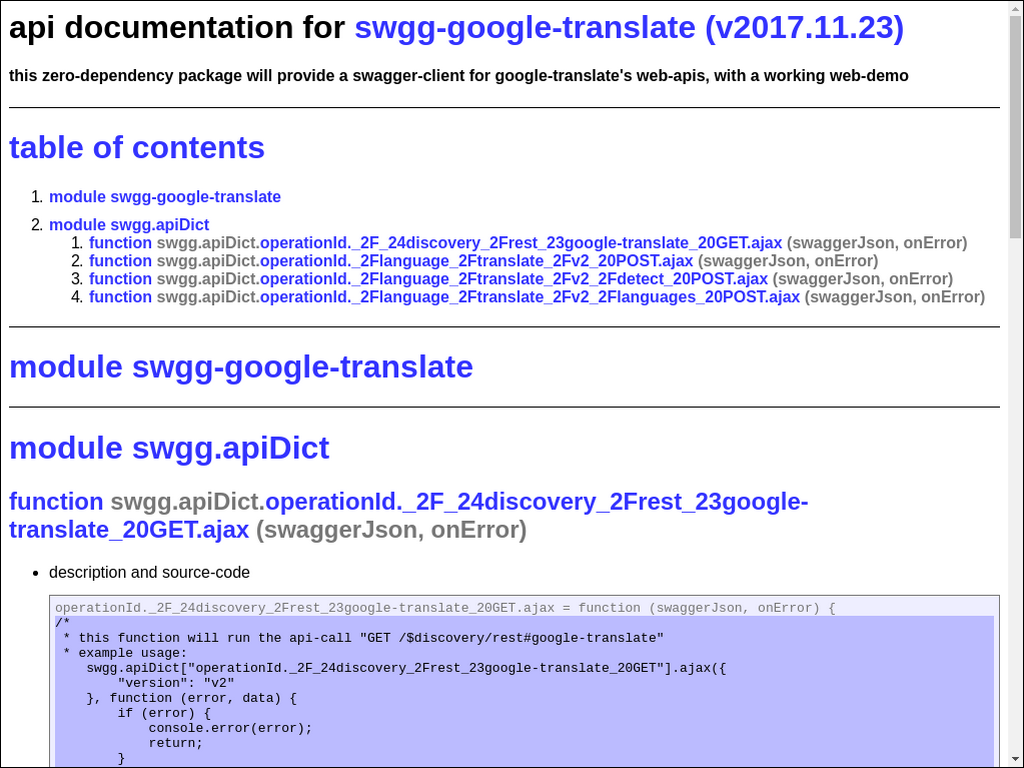 api documentation for swgg-google-translate (v2017.11.23)
this zero-dependency package will provide a swagger-client for google-translate's web-apis, with a working web-demo
table of contents
1. module swgg-google-translate
2. module swgg.apiDict
1. function swgg.apiDict.operationId._2F_24discovery_2Frest_23google-translate_20GET.ajax (swaggerJson, onError)
2. function swgg.apiDict.operationId._2Flanguage_2Ftranslate_2Fv2_20POST.ajax (swaggerJson, onError)
3. function swgg.apiDict.operationId._2Flanguage_2Ftranslate_2Fv2_2Fdetect_20POST.ajax (swaggerJson, onError)
4. function swgg.apiDict.operationId._2Flanguage_2Ftranslate_2Fv2_2Flanguages_20POST.ajax (swaggerJson, onError)
module swgg-google-translate
module swgg.apiDict
function swgg.apiDict.operationId._2F_24discovery_2Frest_23google-
translate_20GET.ajax (swaggerJson, onError)
• description and source-code
operationId._2F_24discovery_2Frest_23google-translate_20GET.ajax = function (swaggerJson, onError) {
/*
 * this function will run the api-call "GET /$discovery/rest#google-translate"
 * example usage:
    swgg.apiDict["operationId._2F_24discovery_2Frest_23google-translate_20GET"].ajax({
        "version": "v2"
    }, function (error, data) {
        if (error) {
            console.error(error);
            return;
        }